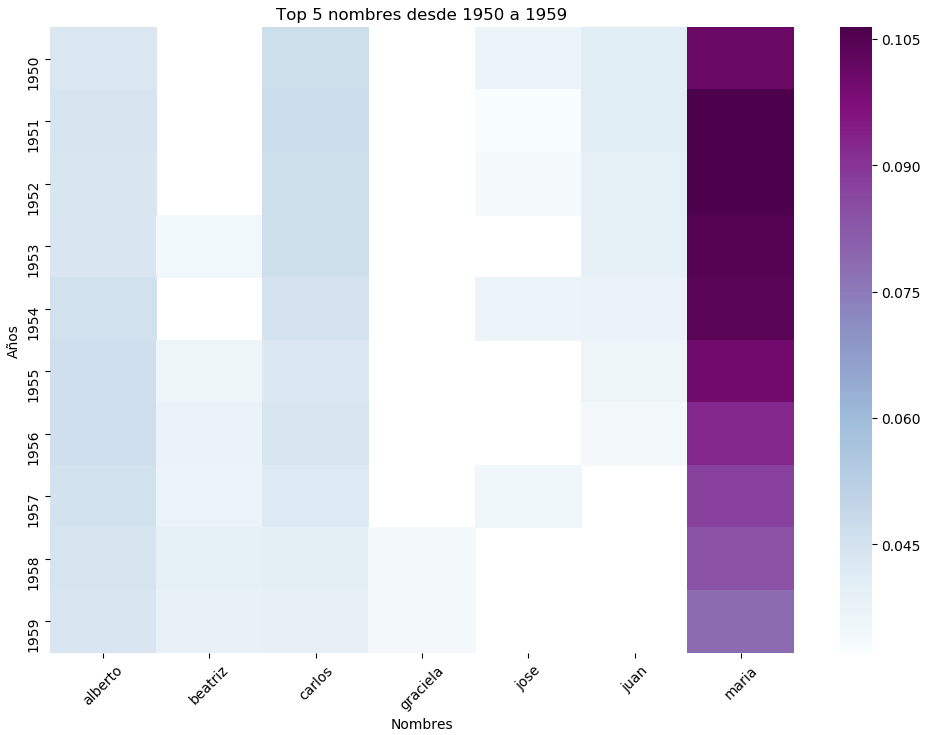 Top 5 nombres desde 1950 a 1959
Años
1950
1951
1952
1953
1954
1955
1956
1957
1958
1959
alberto
beatriz
carlos
graciela
jose
juan
maria
Nombres
0.105
0.090
0.075
0.060
0.045